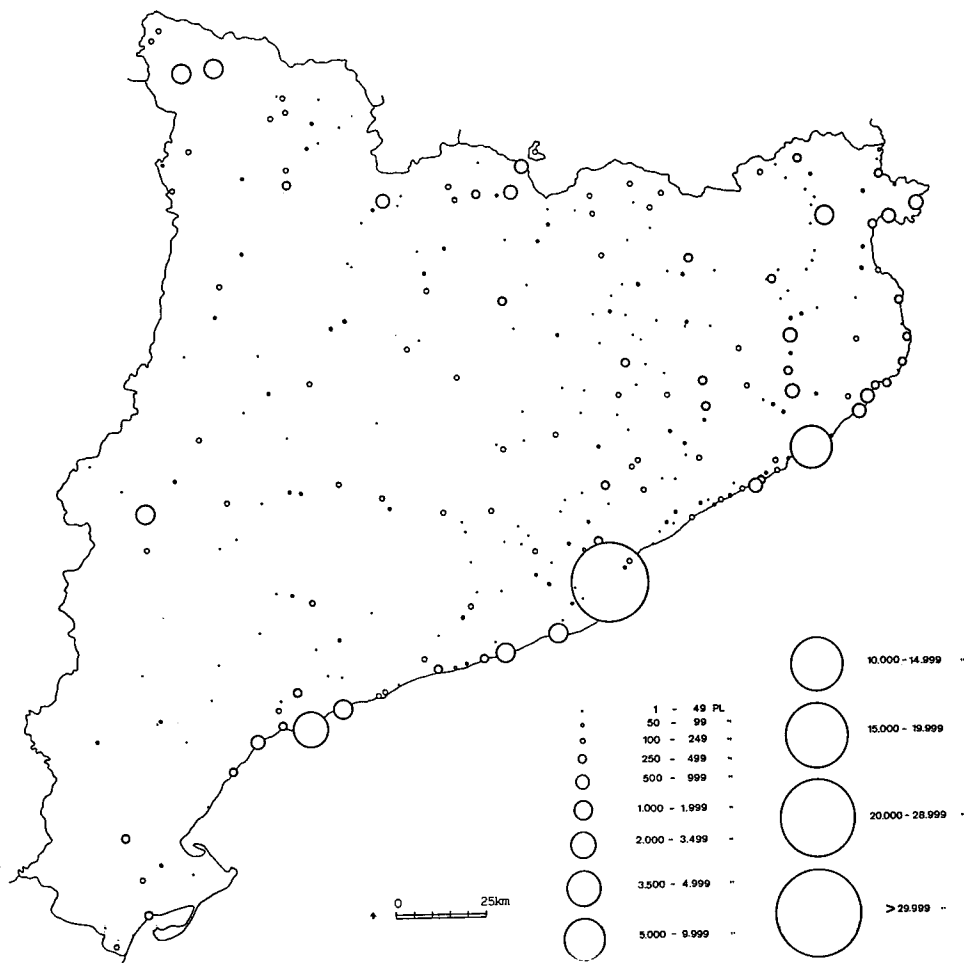 1 - 49 PL
50 - 99 "
100 - 249 "
250 - 499 "
500 - 999 "
1.000 - 1.999 "
2.000 - 3.499 "
3.500 - 4.999 "
5.000 - 9.999 "
10.000 - 14.999 "
15.000 - 19.999 "
20.000 - 28.999 "
> 29.999 "
0 25km